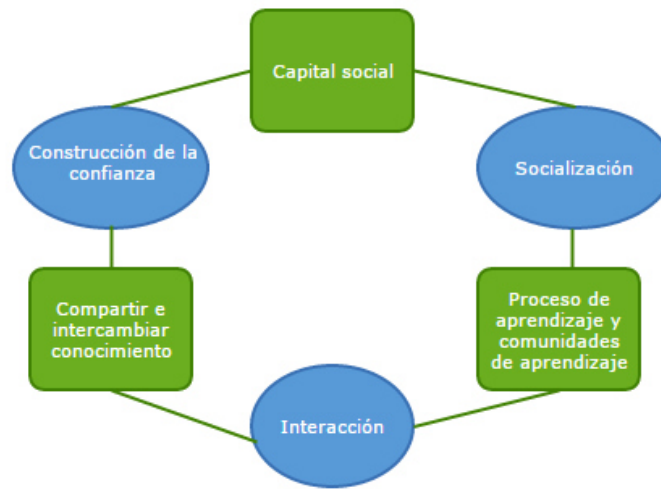 Capital social
Construcción de la
confianza
Socialización
Compartir e
intercambiar
conocimiento
Proceso de
aprendizaje y
comunidades
de aprendizaje
Interacción